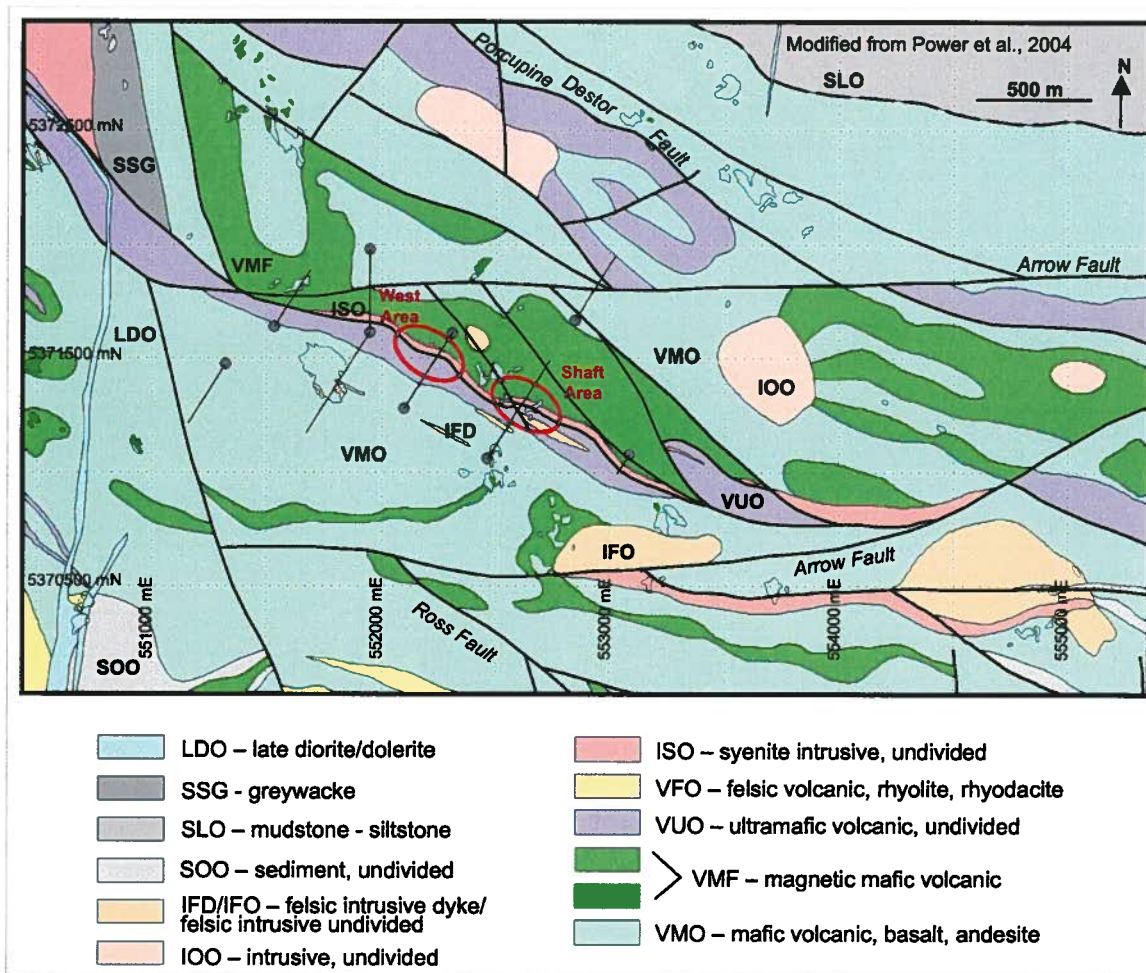 Modified from Power et al., 2004
SLO
N
500 m
Porcupine Destor Fault
5372500 mN
SSG
VMF
Arrow Fault
ISO
West
Area
LDO
5371500 mN
VMO
IOO
Shaft
Area
IFD
VMO
VUO
IFO
Arrow Fault
5370500 mN
551000 mE
552000 mE
553000 mE
554000 mE
555000 mE
Ross Fault
SOO
LDO – late diorite/dolerite
SSG - greywacke
SLO – mudstone - siltstone
SOO – sediment, undivided
IFD/IFO – felsic intrusive dyke/
felsic intrusive undivided
IOO – intrusive, undivided
ISO – syenite intrusive, undivided
VFO – felsic volcanic, rhyolite, rhyodacite
VUO – ultramafic volcanic, undivided
VMF – magnetic mafic volcanic
VMO – mafic volcanic, basalt, andesite